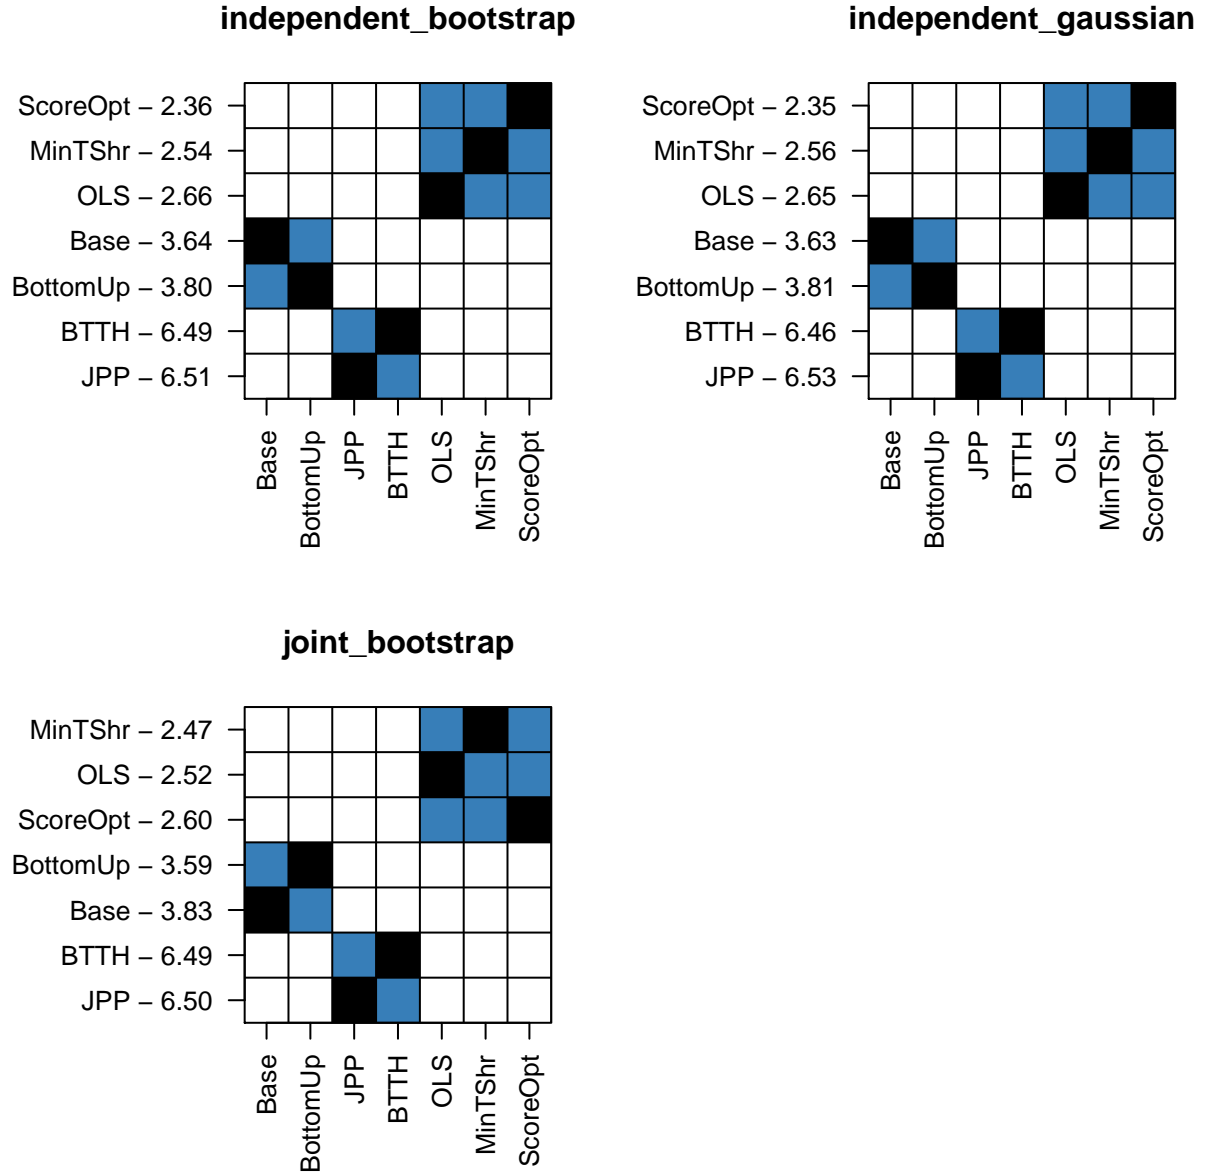 independent_bootstrap
ScoreOpt – 2.36
MinTShr – 2.54
OLS – 2.66
Base – 3.64
BottomUp – 3.80
BTTH – 6.49
JPP – 6.51
Base
BottomUp
JPP
BTTH
OLS
MinTShr
ScoreOpt
independent_gaussian
ScoreOpt – 2.35
MinTShr – 2.56
OLS – 2.65
Base – 3.63
BottomUp – 3.81
BTTH – 6.46
JPP – 6.53
Base
BottomUp
JPP
BTTH
OLS
MinTShr
ScoreOpt
joint_bootstrap
MinTShr – 2.47
OLS – 2.52
ScoreOpt – 2.60
BottomUp – 3.59
Base – 3.83
BTTH – 6.49
JPP – 6.50
Base
BottomUp
JPP
BTTH
OLS
MinTShr
ScoreOpt